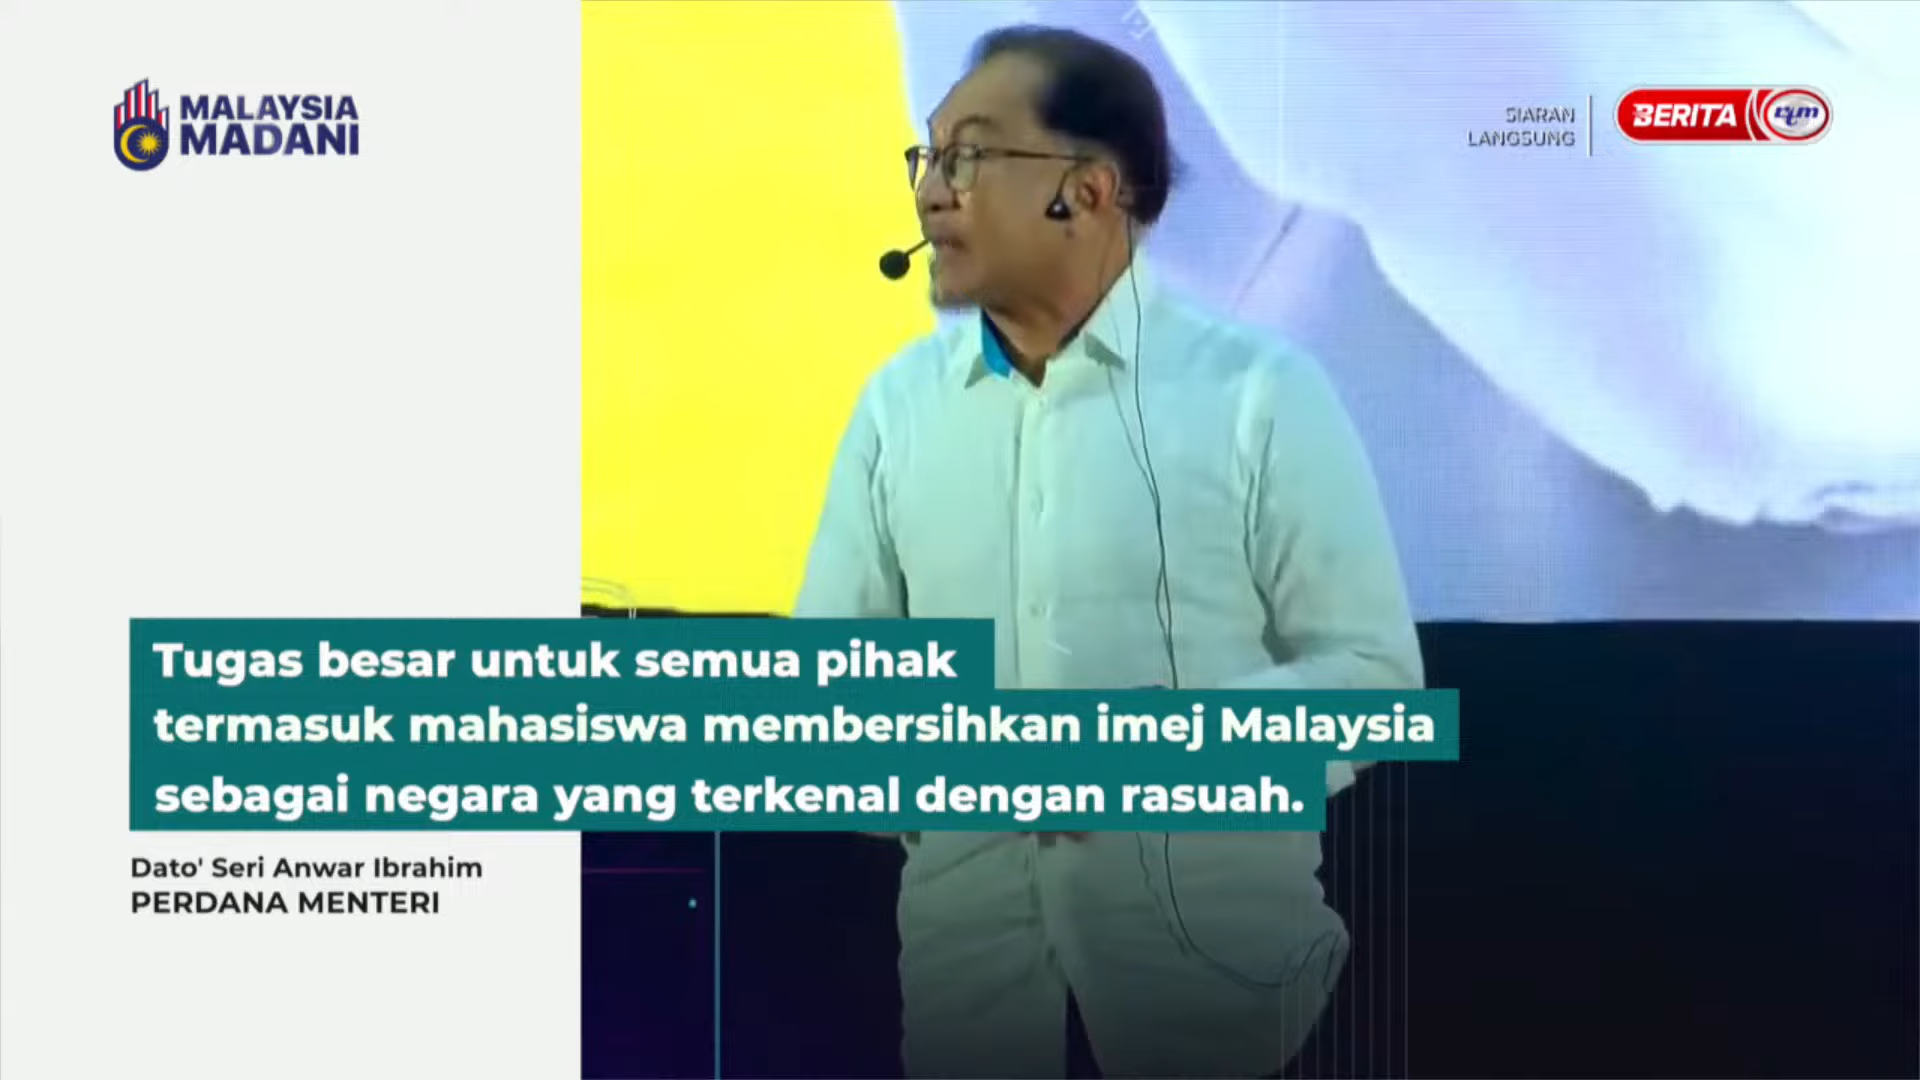 MALAYSIA
MADANI
SIARAN
LANGSUNG
BERITA rtm
Tugas besar untuk semua pihak
termasuk mahasiswa membersihkan imej Malaysia
sebagai negara yang terkenal dengan rasuah.
Dato' Seri Anwar Ibrahim
PERDANA MENTERI